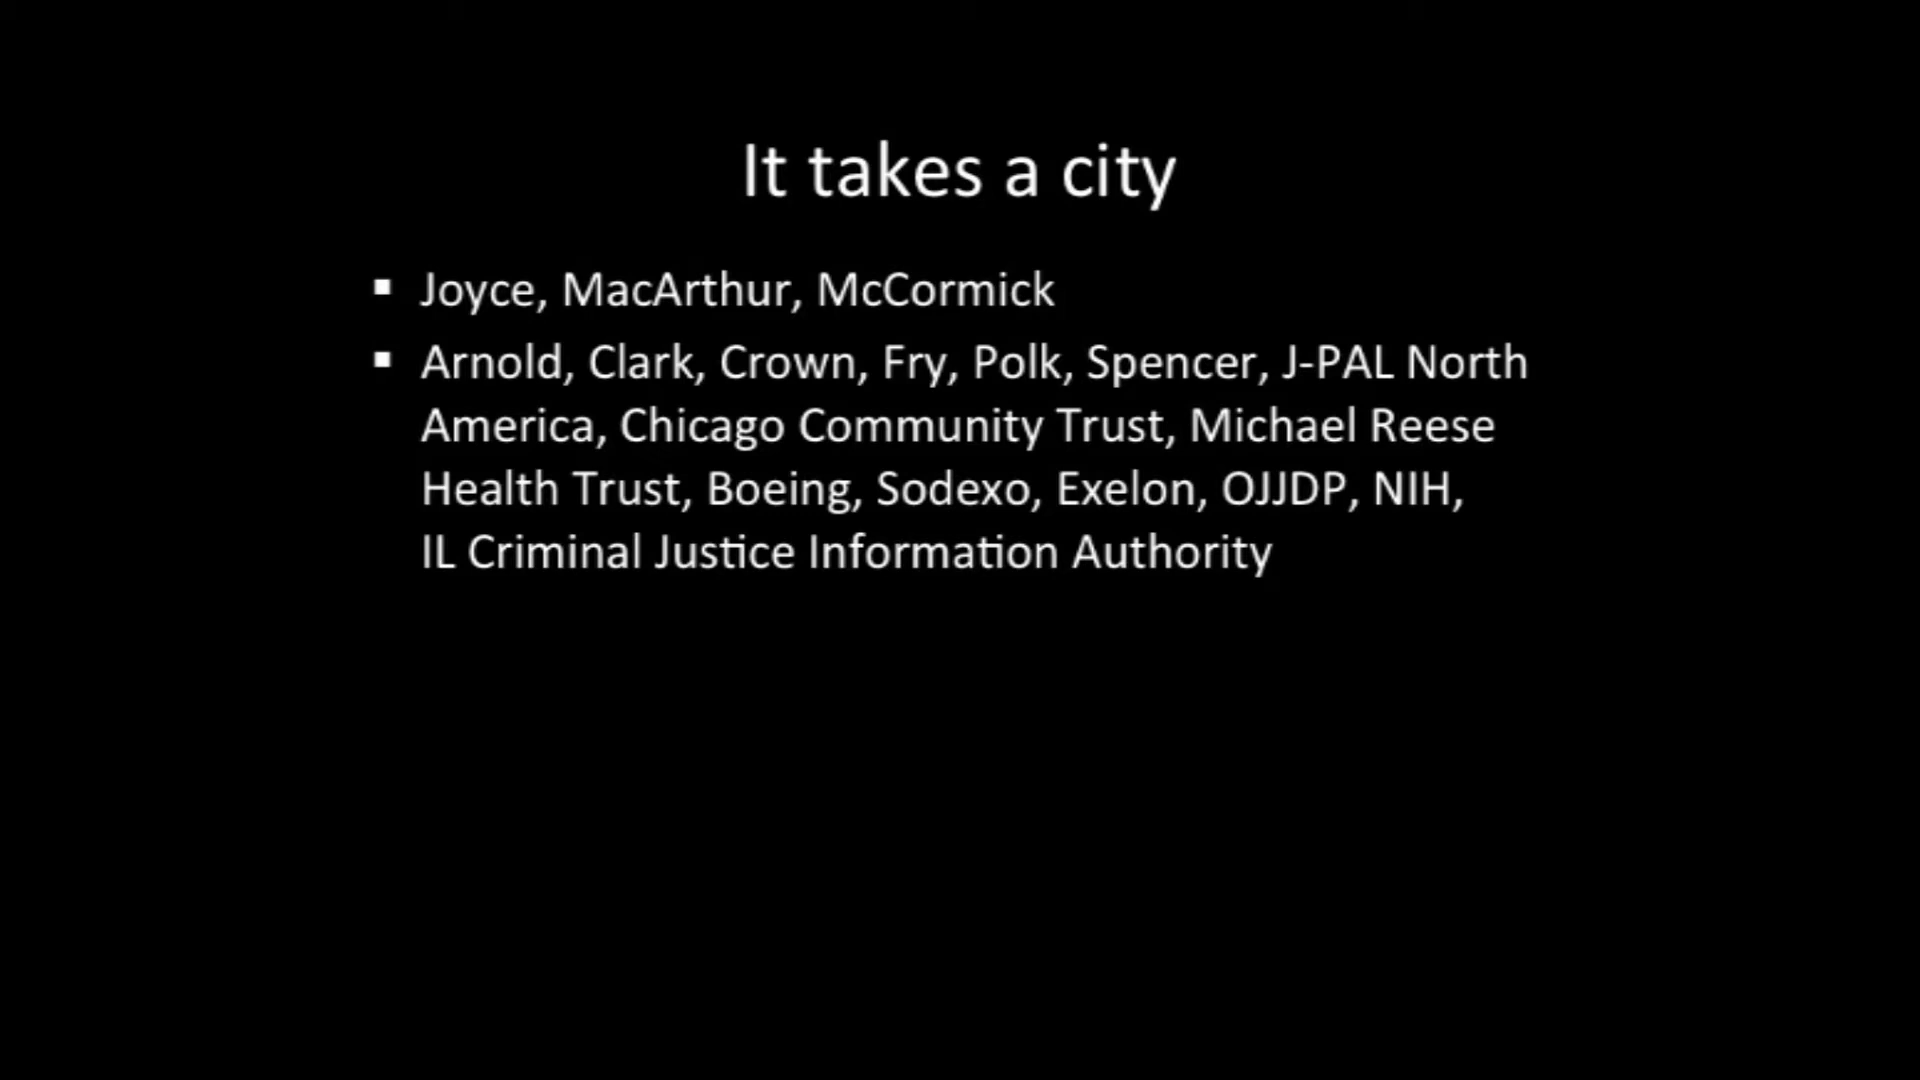 It takes a city
▪ Joyce, MacArthur, McCormick
▪ Arnold, Clark, Crown, Fry, Polk, Spencer, J-PAL North
America, Chicago Community Trust, Michael Reese
Health Trust, Boeing, Sodexo, Exelon, OJJDP, NIH,
IL Criminal Justice Information Authority